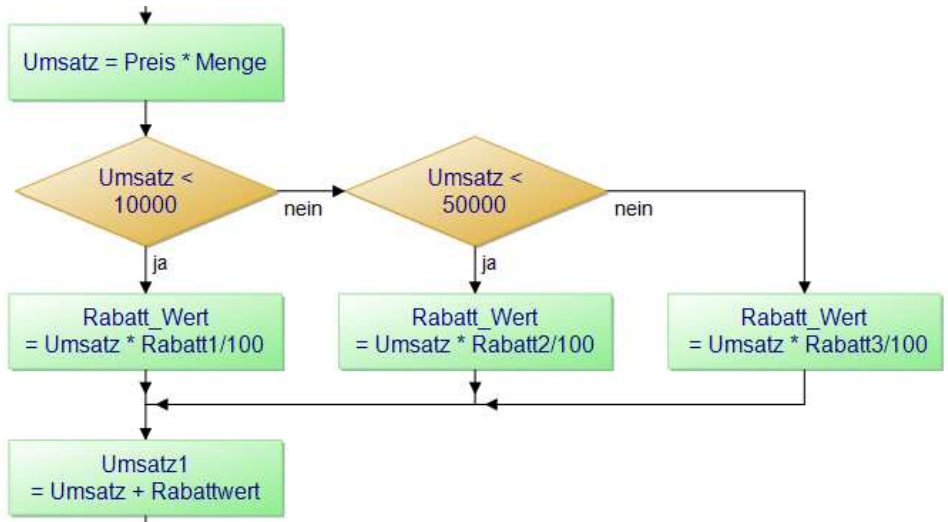 Umsatz = Preis * Menge
Umsatz <
10000
nein
Umsatz <
50000
nein
ja
ja
Rabatt_Wert
= Umsatz * Rabatt1/100
Rabatt_Wert
= Umsatz * Rabatt2/100
Rabatt_Wert
= Umsatz * Rabatt3/100
Umsatz1
= Umsatz + Rabattwert